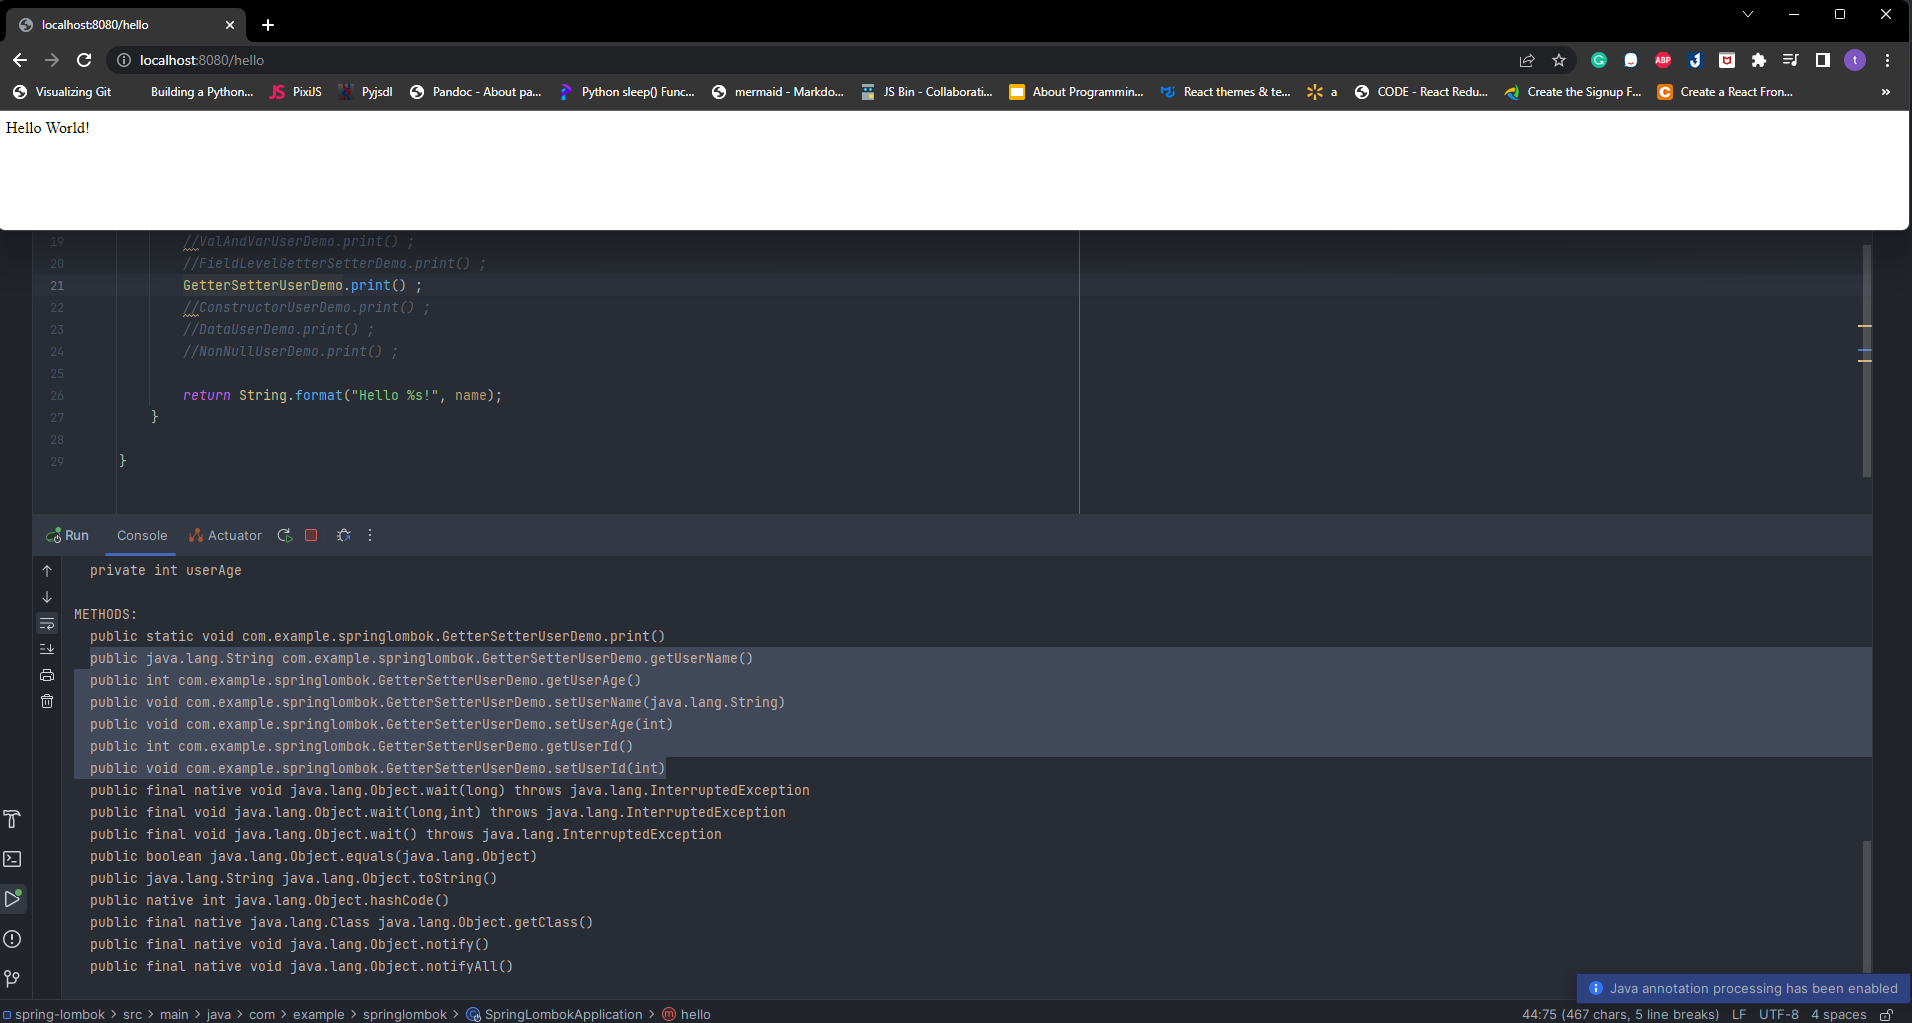 localhost:8080/hello
localhost:8080/hello
ABP
t
Visualizing Git Building a Python... JS PixiJS Pyjsdl Pandoc - About pa... Python sleep() Func... mermaid - Markdo... JS Bin - Collaborati... About Programmin... React themes & te... a CODE - React Redu... Create the Signup F... C Create a React Fron... »
Hello World!
19 //ValAndVarUserDemo.print() ;
20 //FieldLevelGetterSetterDemo.print() ;
21 GetterSetterUserDemo.print() ;
22 //ConstructorUserDemo.print() ;
23 //DataUserDemo.print() ;
24 //NonNullUserDemo.print() ;
25
26 return String.format("Hello %s!", name);
27 }
28
29 }
Run Console Actuator
private int userAge
METHODS:
public static void com.example.springlombok.GetterSetterUserDemo.print()
public java.lang.String com.example.springlombok.GetterSetterUserDemo.getUserName()
public int com.example.springlombok.GetterSetterUserDemo.getUserAge()
public void com.example.springlombok.GetterSetterUserDemo.setUserName(java.lang.String)
public void com.example.springlombok.GetterSetterUserDemo.setUserAge(int)
public int com.example.springlombok.GetterSetterUserDemo.getUserId()
public void com.example.springlombok.GetterSetterUserDemo.setUserId(int)
public final native void java.lang.Object.wait(long) throws java.lang.InterruptedException
public final void java.lang.Object.wait(long,int) throws java.lang.InterruptedException
public final void java.lang.Object.wait() throws java.lang.InterruptedException
public boolean java.lang.Object.equals(java.lang.Object)
public java.lang.String java.lang.Object.toString()
public native int java.lang.Object.hashCode()
public final native java.lang.Class java.lang.Object.getClass()
public final native void java.lang.Object.notify()
public final native void java.lang.Object.notifyAll()
Java annotation processing has been enabled
spring-lombok > src > main > java > com > example > springlombok > SpringLombokApplication > m hello 44:75 (467 chars, 5 line breaks) LF UTF-8 4 spaces